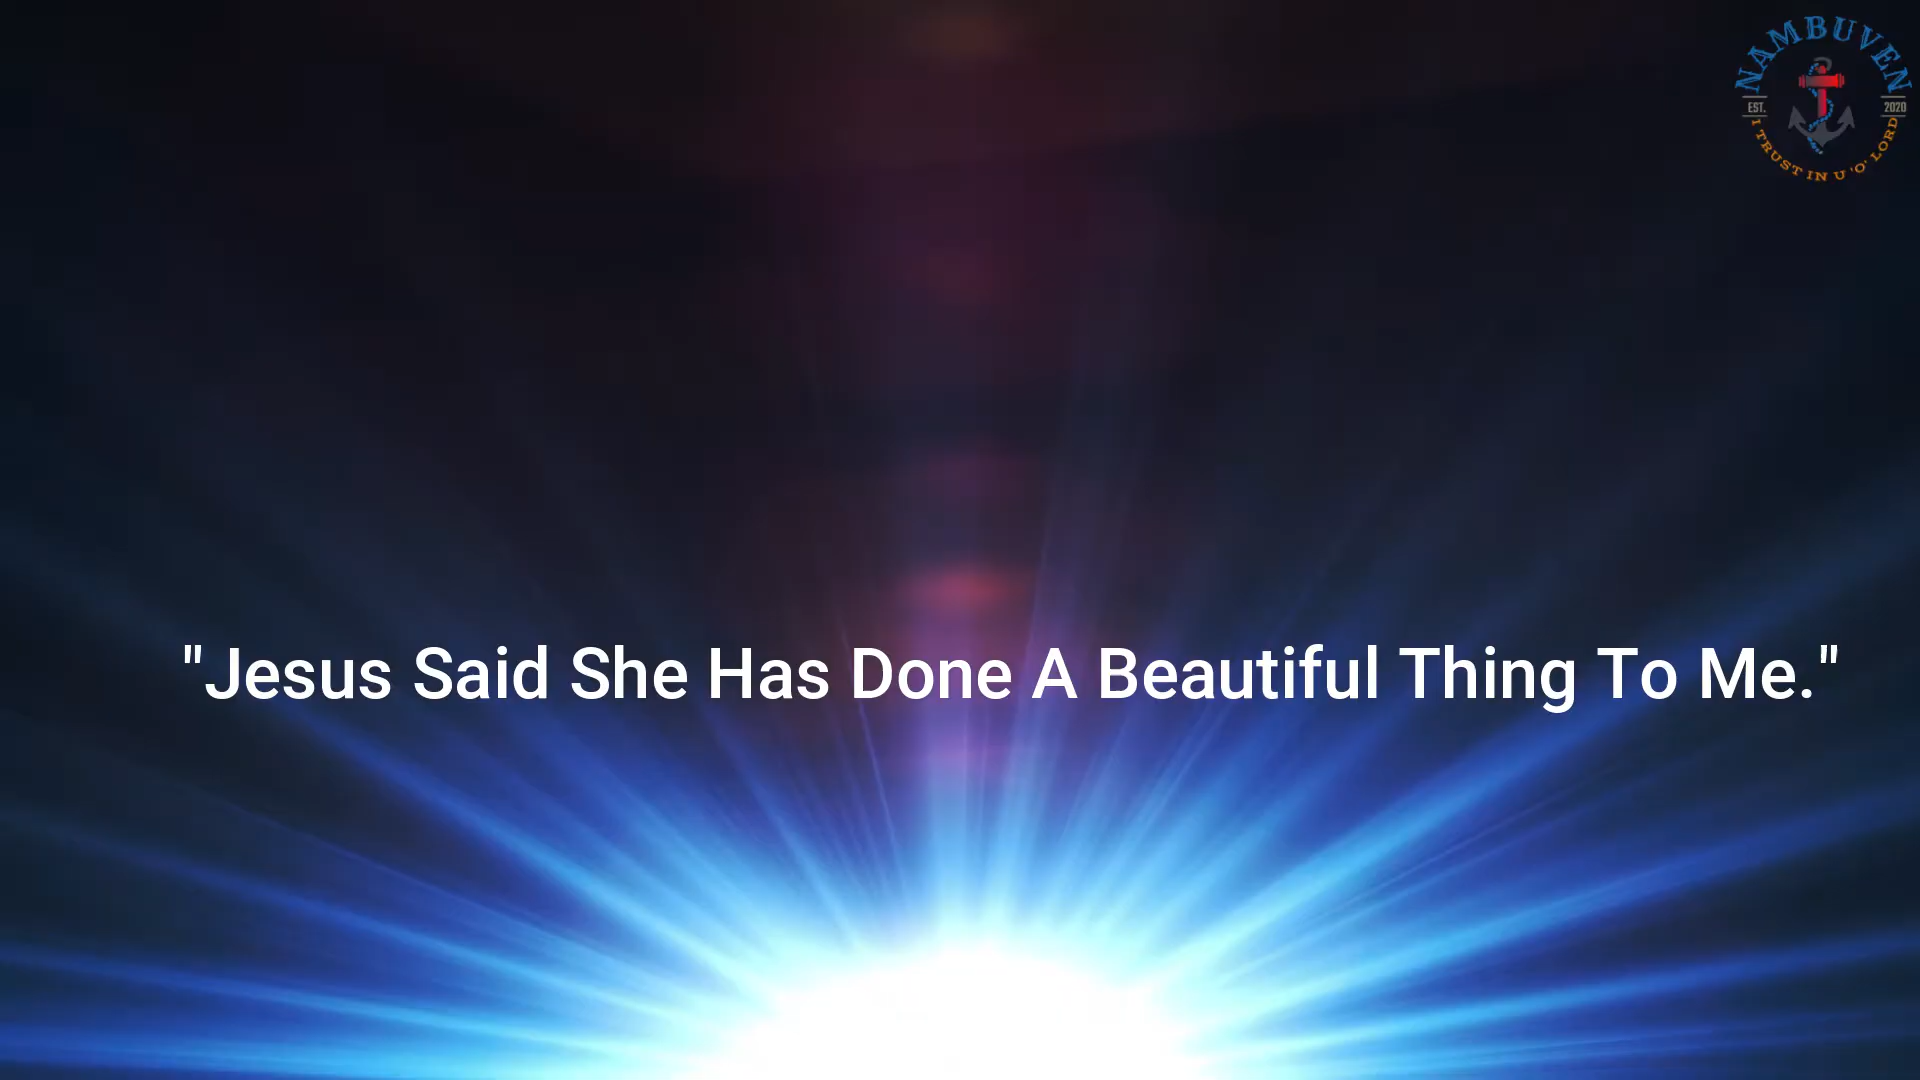 NAMBUVEN
EST. 2020
I TRUST IN U 'O' LORD
"Jesus Said She Has Done A Beautiful Thing To Me."